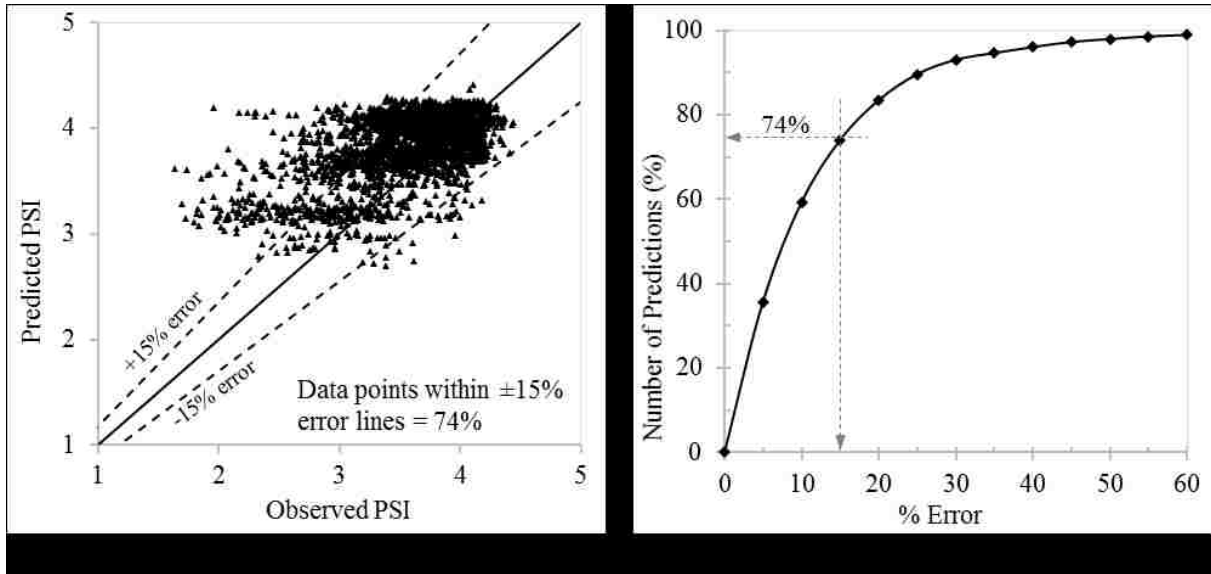 5
4
3
2
1
Predicted PSI
+15% error
-15% error
Data points within ±15%
error lines = 74%
1 2 3 4 5
Observed PSI
100
80
60
40
20
0
Number of Predictions (%)
74%
0 10 20 30 40 50 60
% Error